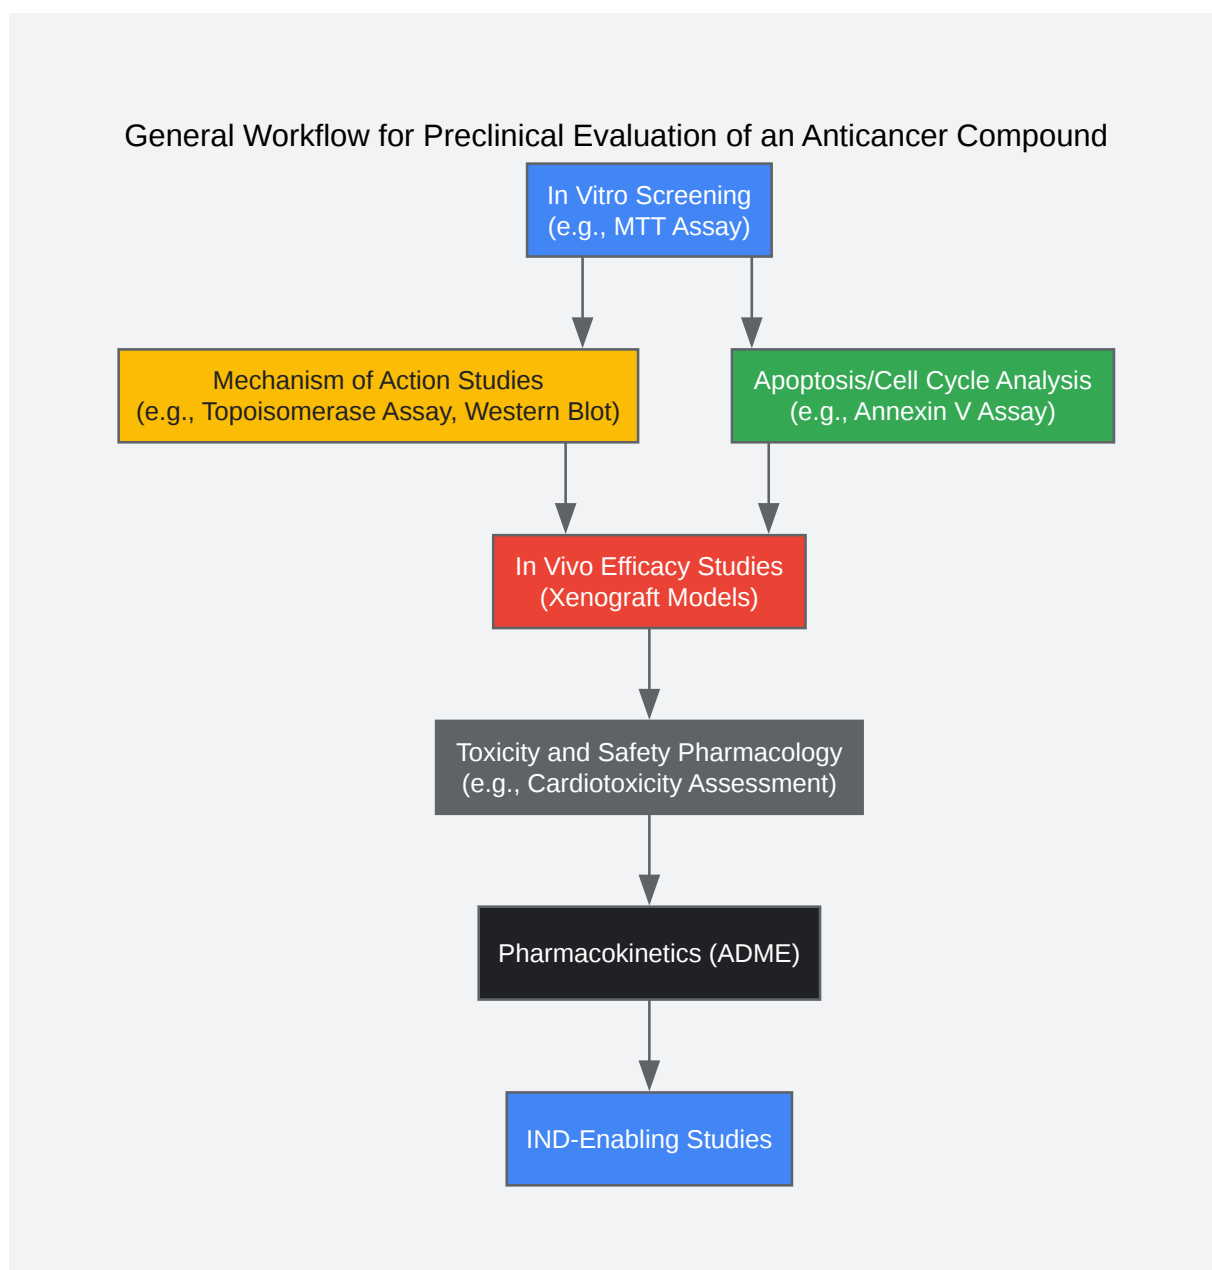 General Workflow for Preclinical Evaluation of an Anticancer Compound
In Vitro Screening
(e.g., MTT Assay)
Mechanism of Action Studies
(e.g., Topoisomerase Assay, Western Blot)
Apoptosis/Cell Cycle Analysis
(e.g., Annexin V Assay)
In Vivo Efficacy Studies
(Xenograft Models)
Toxicity and Safety Pharmacology
(e.g., Cardiotoxicity Assessment)
Pharmacokinetics (ADME)
IND-Enabling Studies